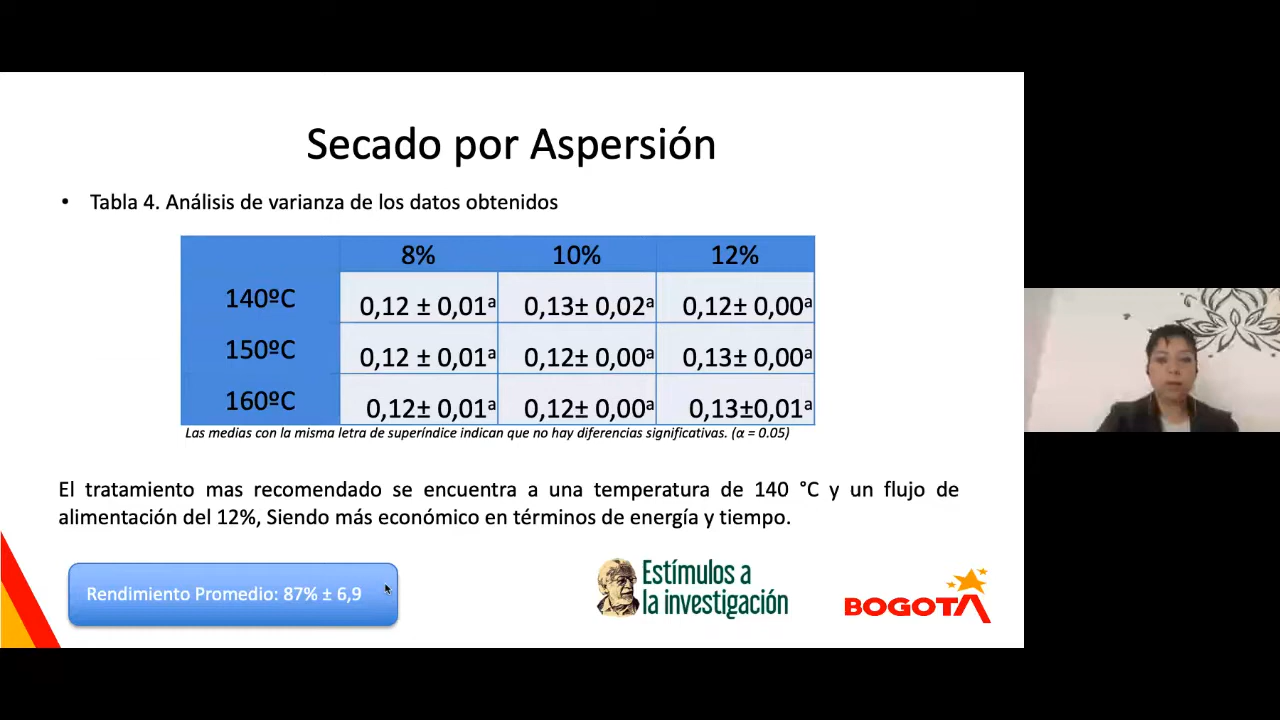 Secado por Aspersión
• Tabla 4. Análisis de varianza de los datos obtenidos
8% 10% 12%
140ºC 0,12 ± 0,01ᵃ 0,13± 0,02ᵃ 0,12± 0,00ᵃ
150ºC 0,12 ± 0,01ᵃ 0,12± 0,00ᵃ 0,13± 0,00ᵃ
160ºC 0,12± 0,01ᵃ 0,12± 0,00ᵃ 0,13±0,01ᵃ
Las medias con la misma letra de superíndice indican que no hay diferencias significativas. (α = 0.05)
El tratamiento mas recomendado se encuentra a una temperatura de 140 °C y un flujo de
alimentación del 12%, Siendo más económico en términos de energía y tiempo.
Rendimiento Promedio: 87% ± 6,9
Estímulos a
la investigación
BOGOTA